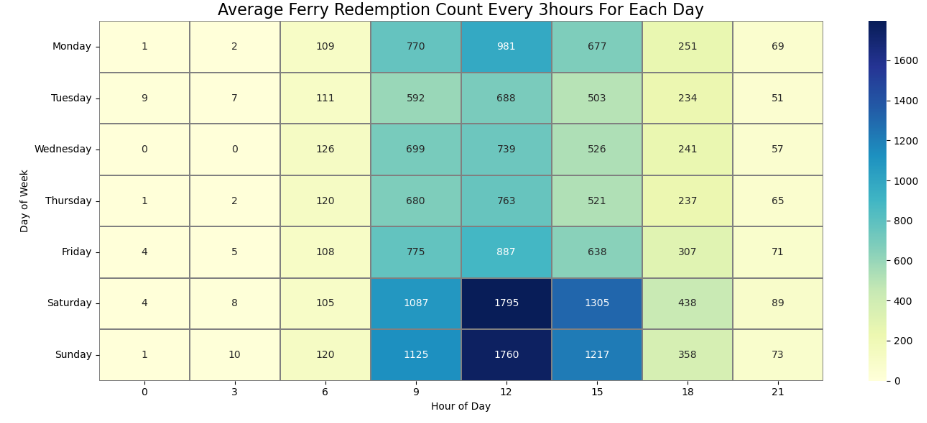 Average Ferry Redemption Count Every 3hours For Each Day
Monday 1 2 109 770 981 677 251 69
Tuesday 9 7 111 592 688 503 234 51
Wednesday 0 0 126 699 739 526 241 57
Thursday 1 2 120 680 763 521 237 65
Friday 4 5 108 775 887 638 307 71
Saturday 4 8 105 1087 1795 1305 438 89
Sunday 1 10 120 1125 1760 1217 358 73
0 3 6 9 12 15 18 21
Hour of Day
Day of Week
1600
1400
1200
1000
800
600
400
200
0